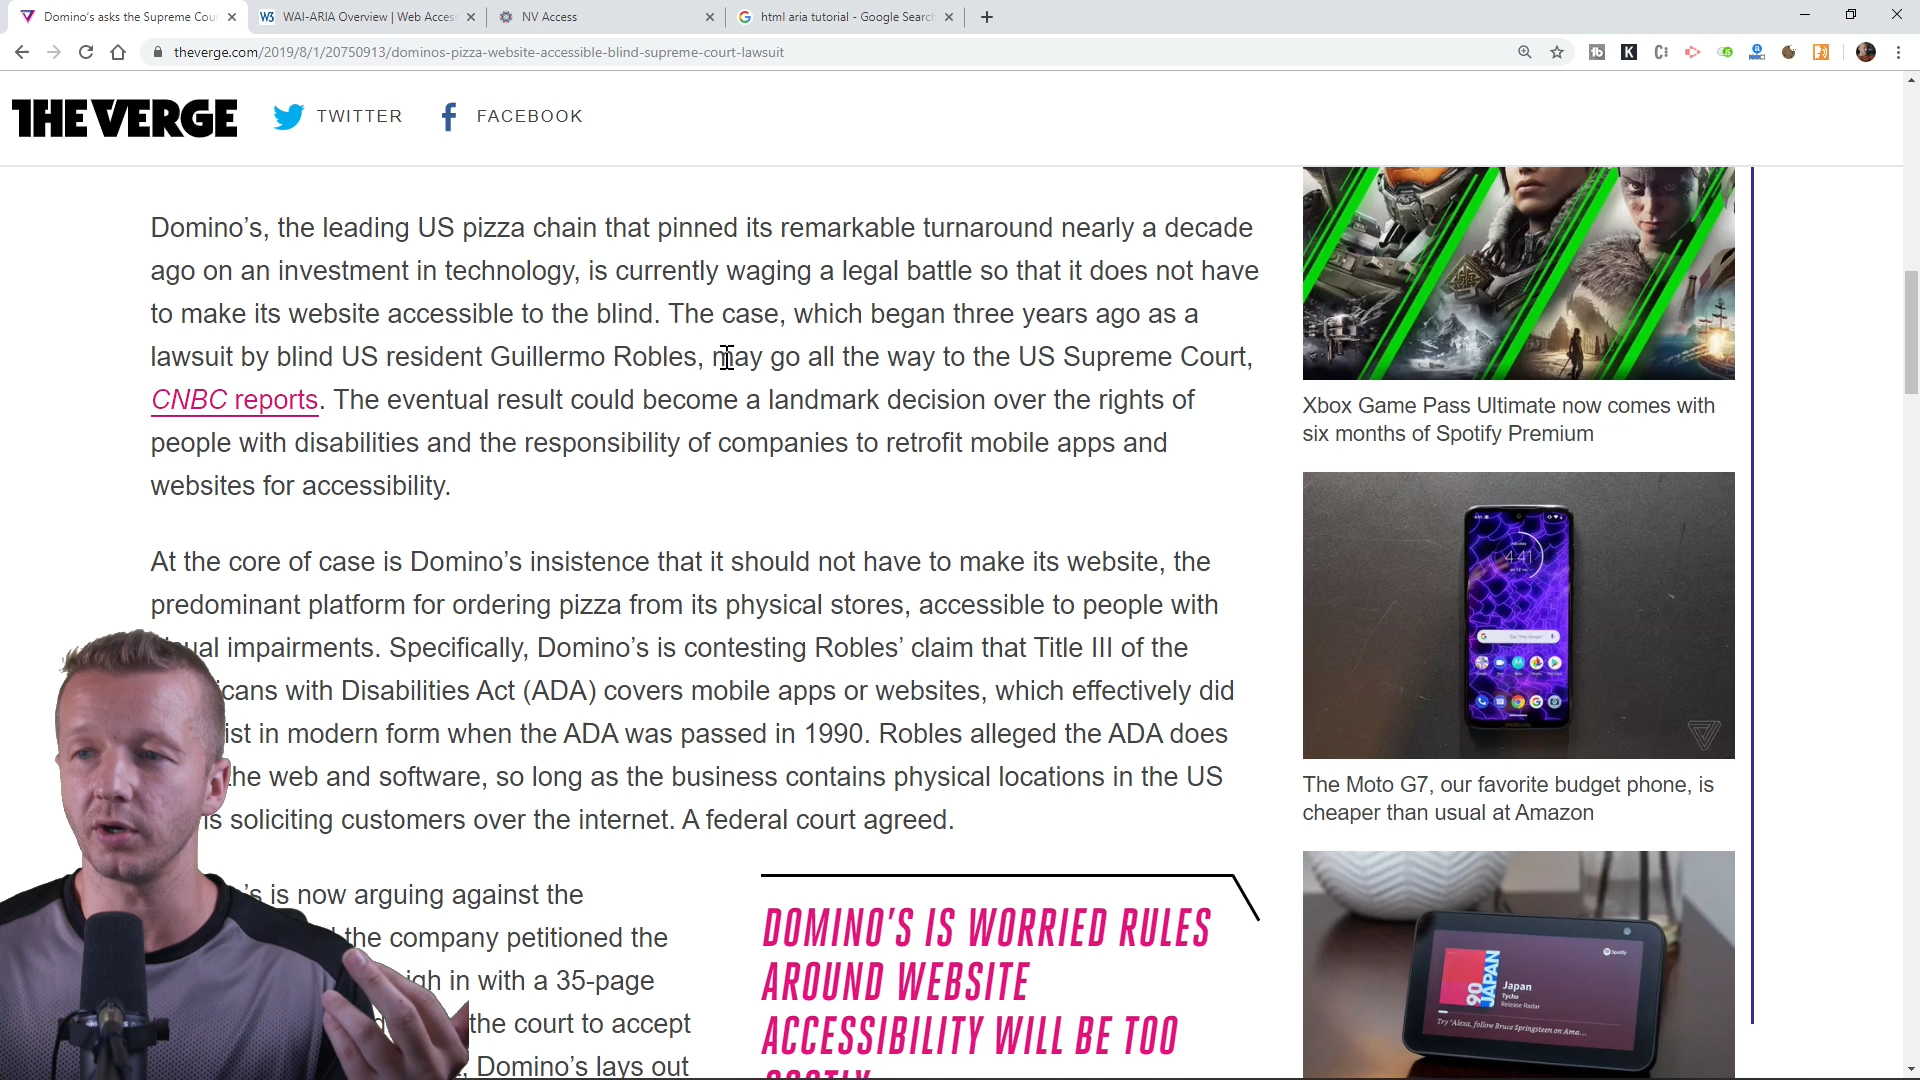 Domino's asks the Supreme Cou
WAI-ARIA Overview | Web Acces
NV Access
html aria tutorial - Google Search
theverge.com/2019/8/1/20750913/dominos-pizza-website-accessible-blind-supreme-court-lawsuit
THE VERGE
TWITTER
FACEBOOK
Domino's, the leading US pizza chain that pinned its remarkable turnaround nearly a decade
ago on an investment in technology, is currently waging a legal battle so that it does not have
to make its website accessible to the blind. The case, which began three years ago as a
lawsuit by blind US resident Guillermo Robles, may go all the way to the US Supreme Court,
CNBC reports. The eventual result could become a landmark decision over the rights of
people with disabilities and the responsibility of companies to retrofit mobile apps and
websites for accessibility.
At the core of case is Domino's insistence that it should not have to make its website, the
predominant platform for ordering pizza from its physical stores, accessible to people with
ual impairments. Specifically, Domino's is contesting Robles' claim that Title III of the
cans with Disabilities Act (ADA) covers mobile apps or websites, which effectively did
ist in modern form when the ADA was passed in 1990. Robles alleged the ADA does
he web and software, so long as the business contains physical locations in the US
is soliciting customers over the internet. A federal court agreed.
's is now arguing against the
the company petitioned the
igh in with a 35-page
the court to accept
, Domino's lays out
DOMINO'S IS WORRIED RULES
AROUND WEBSITE
ACCESSIBILITY WILL BE TOO
COSTLY
Xbox Game Pass Ultimate now comes with
six months of Spotify Premium
4:41
The Moto G7, our favorite budget phone, is
cheaper than usual at Amazon
Spotify
90
JAPAN
Japan
Tycho
Release Radar
Try "Alexa, follow Bruce Springsteen on Ama...